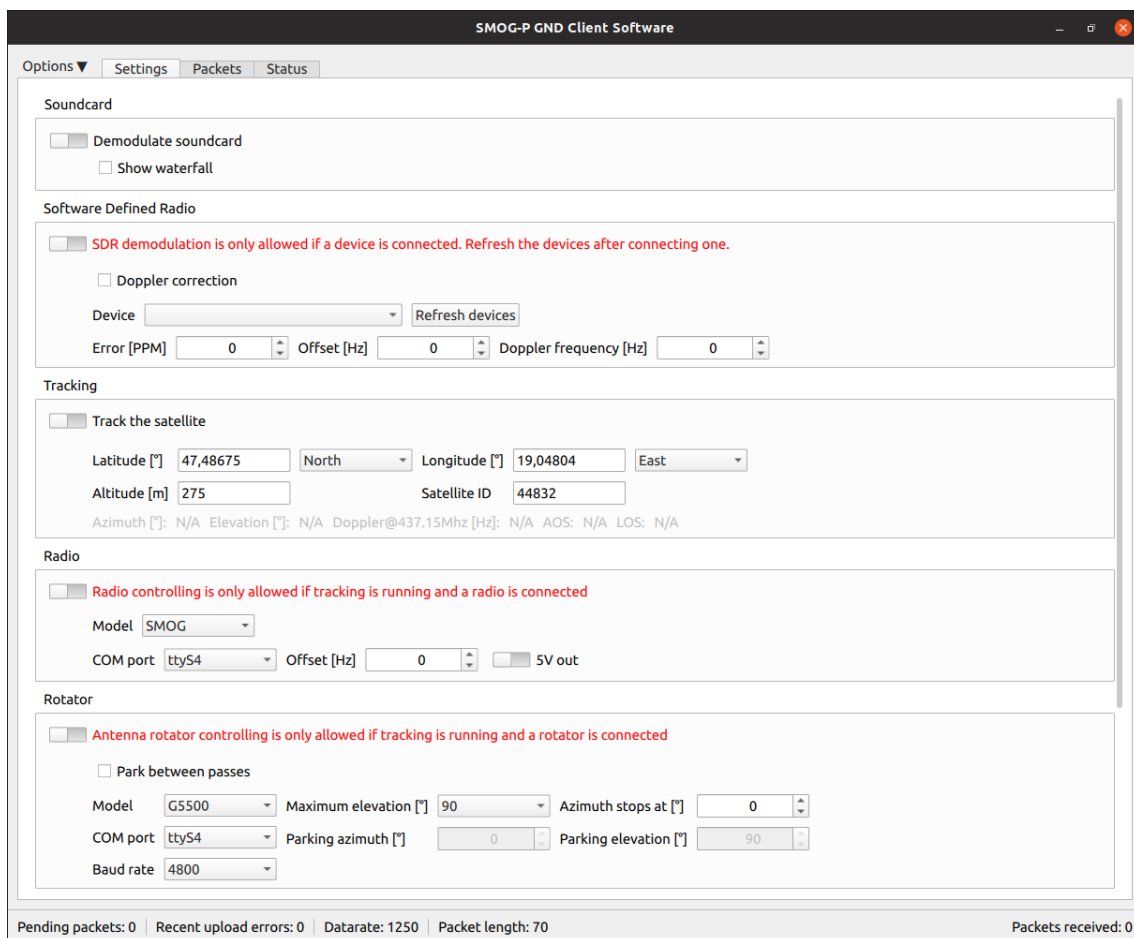 SMOG-P GND Client Software
Options ▼ Settings Packets Status
Soundcard
Demodulate soundcard
Show waterfall
Software Defined Radio
SDR demodulation is only allowed if a device is connected. Refresh the devices after connecting one.
Doppler correction
Device Refresh devices
Error [PPM] 0 Offset [Hz] 0 Doppler frequency [Hz] 0
Tracking
Track the satellite
Latitude [°] 47,48675 North Longitude [°] 19,04804 East
Altitude [m] 275 Satellite ID 44832
Azimuth [°]: N/A Elevation [°]: N/A Doppler@437.15Mhz [Hz]: N/A AOS: N/A LOS: N/A
Radio
Radio controlling is only allowed if tracking is running and a radio is connected
Model SMOG
COM port ttyS4 Offset [Hz] 0 5V out
Rotator
Antenna rotator controlling is only allowed if tracking is running and a rotator is connected
Park between passes
Model G5500 Maximum elevation [°] 90 Azimuth stops at [°] 0
COM port ttyS4 Parking azimuth [°] 0 Parking elevation [°] 90
Baud rate 4800
Pending packets: 0 Recent upload errors: 0 Datarate: 1250 Packet length: 70 Packets received: 0